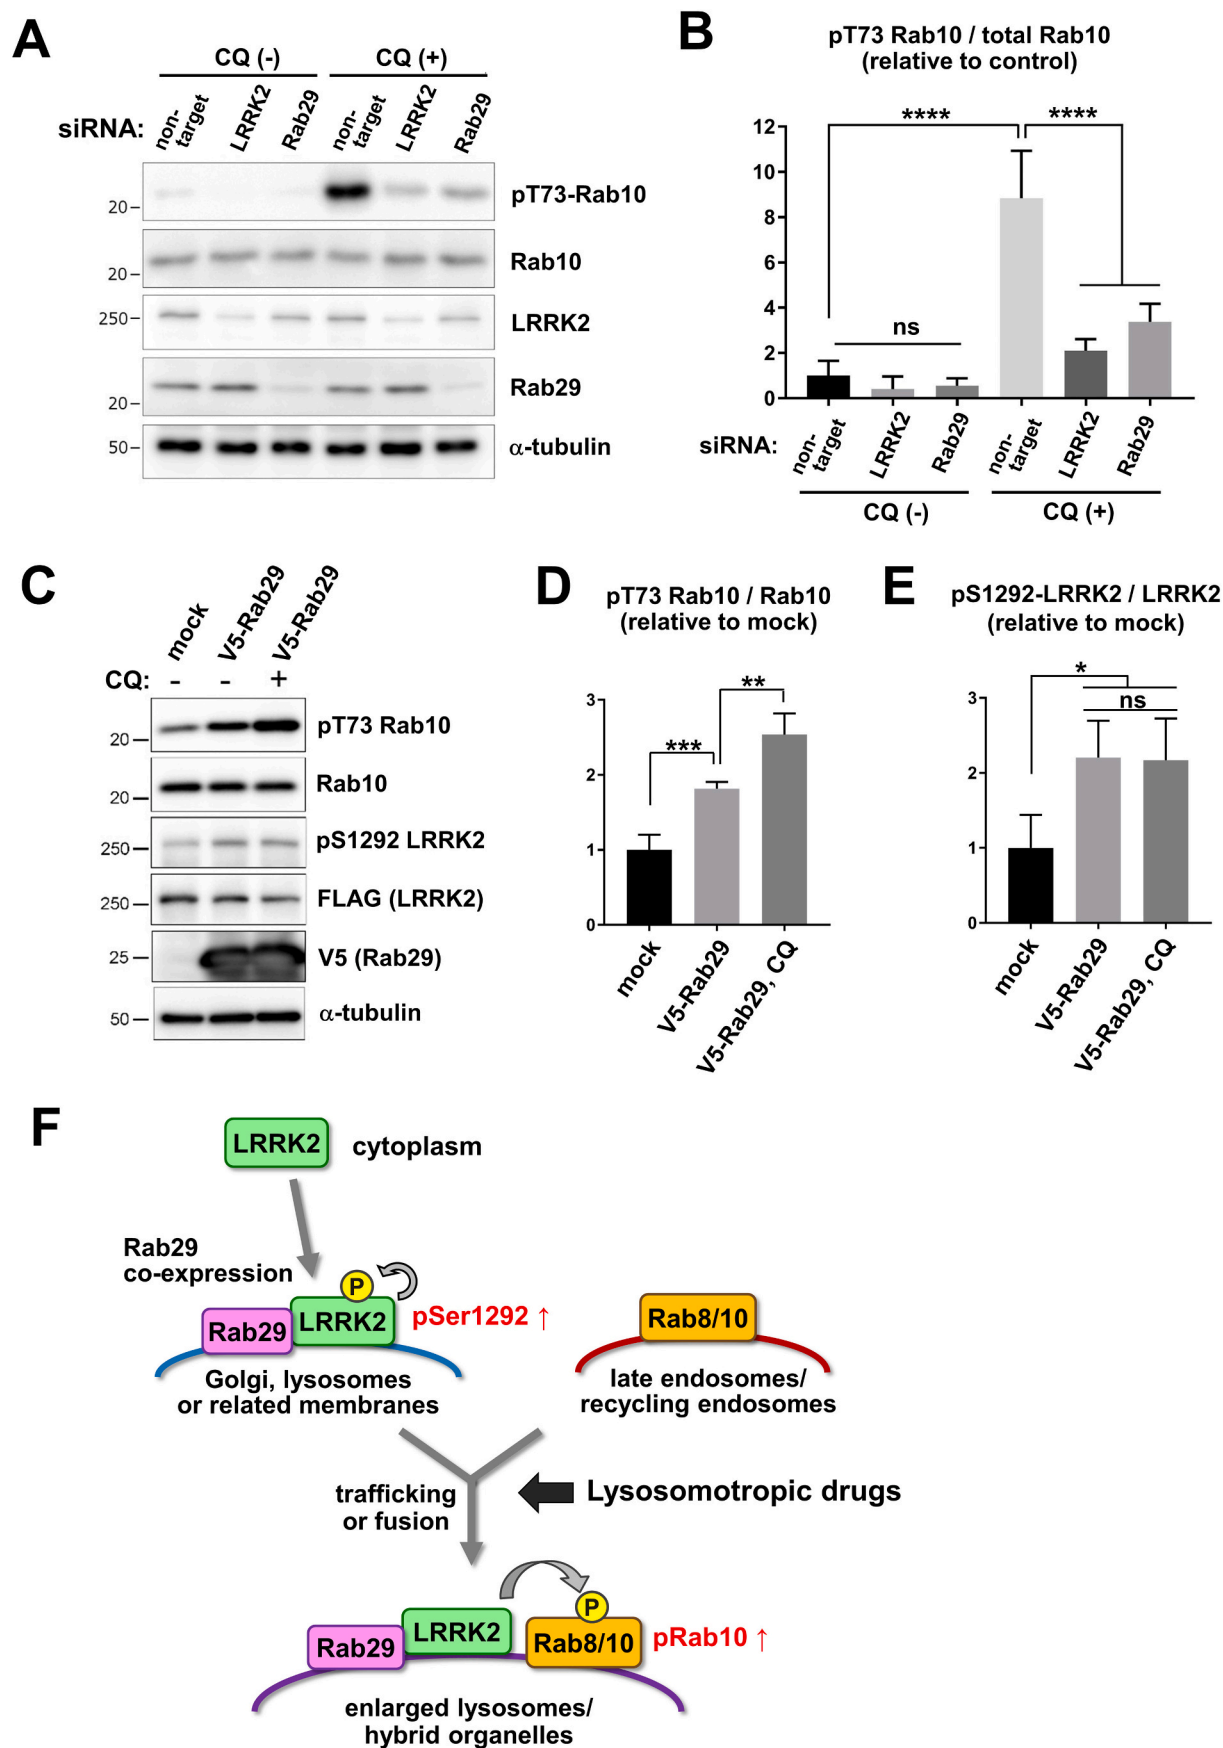 A
CQ (-)
CQ (+)
siRNA:
non-
target
LRRK2
Rab29
non-
target
LRRK2
Rab29
20
pT73-Rab10
20
Rab10
250
LRRK2
20
Rab29
50
α-tubulin
B
pT73 Rab10 / total Rab10
(relative to control)
****
****
ns
12
10
8
6
4
2
0
siRNA:
non-
target
LRRK2
Rab29
non-
target
LRRK2
Rab29
CQ (-)
CQ (+)
C
mock
V5-Rab29
V5-Rab29
CQ: - - +
20
pT73 Rab10
20
Rab10
250
pS1292 LRRK2
250
FLAG (LRRK2)
25
V5 (Rab29)
50
α-tubulin
D
pT73 Rab10 / Rab10
(relative to mock)
***
**
3
2
1
0
mock
V5-Rab29
V5-Rab29, CQ
E
pS1292-LRRK2 / LRRK2
(relative to mock)
*
ns
3
2
1
0
mock
V5-Rab29
V5-Rab29, CQ
F
LRRK2
cytoplasm
Rab29
co-expression
P
Rab29
LRRK2
pSer1292 ↑
Golgi, lysosomes
or related membranes
Rab8/10
late endosomes/
recycling endosomes
trafficking
or fusion
Lysosomotropic drugs
Rab29
LRRK2
P
Rab8/10
pRab10 ↑
enlarged lysosomes/
hybrid organelles